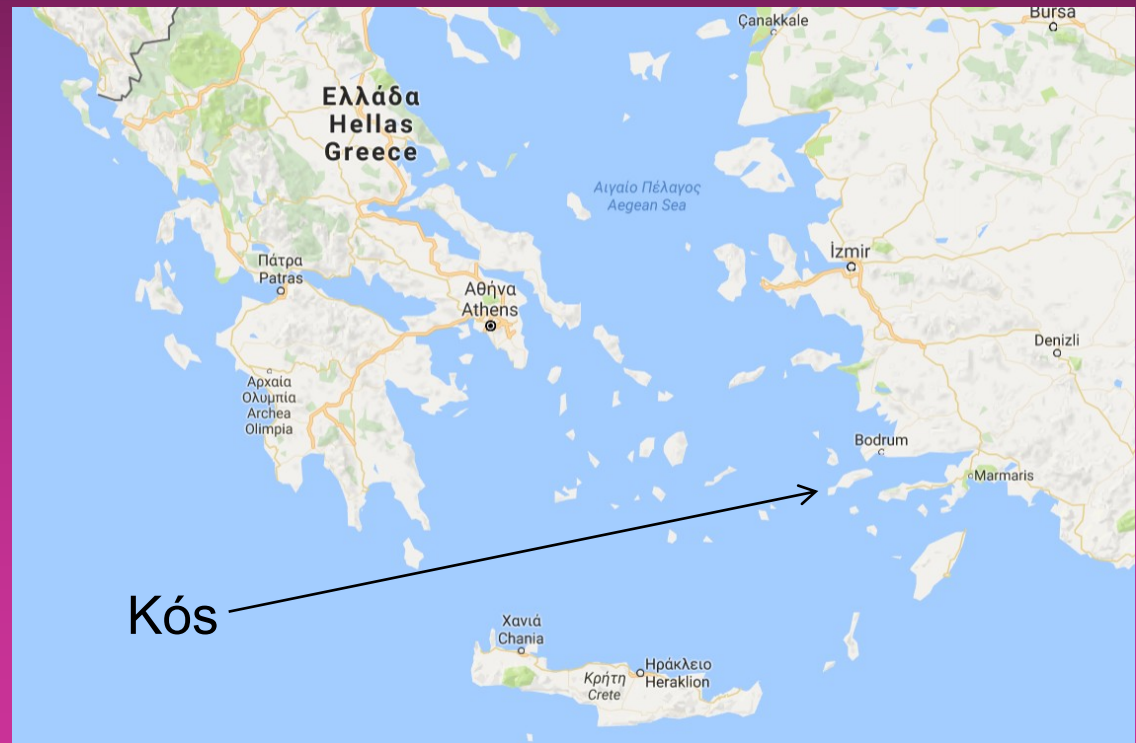 Çanakkale
Bursa
Ελλάδα
Hellas
Greece
Αιγαίο Πέλαγος
Aegean Sea
İzmir
Πάτρα
Patras
Αθήνα
Athens
Denizli
Αρχαία
Ολυμπία
Archea
Olimpia
Bodrum
Marmaris
Kós
Χανιά
Chania
Ηράκλειο
Heraklion
Κρήτη
Crete